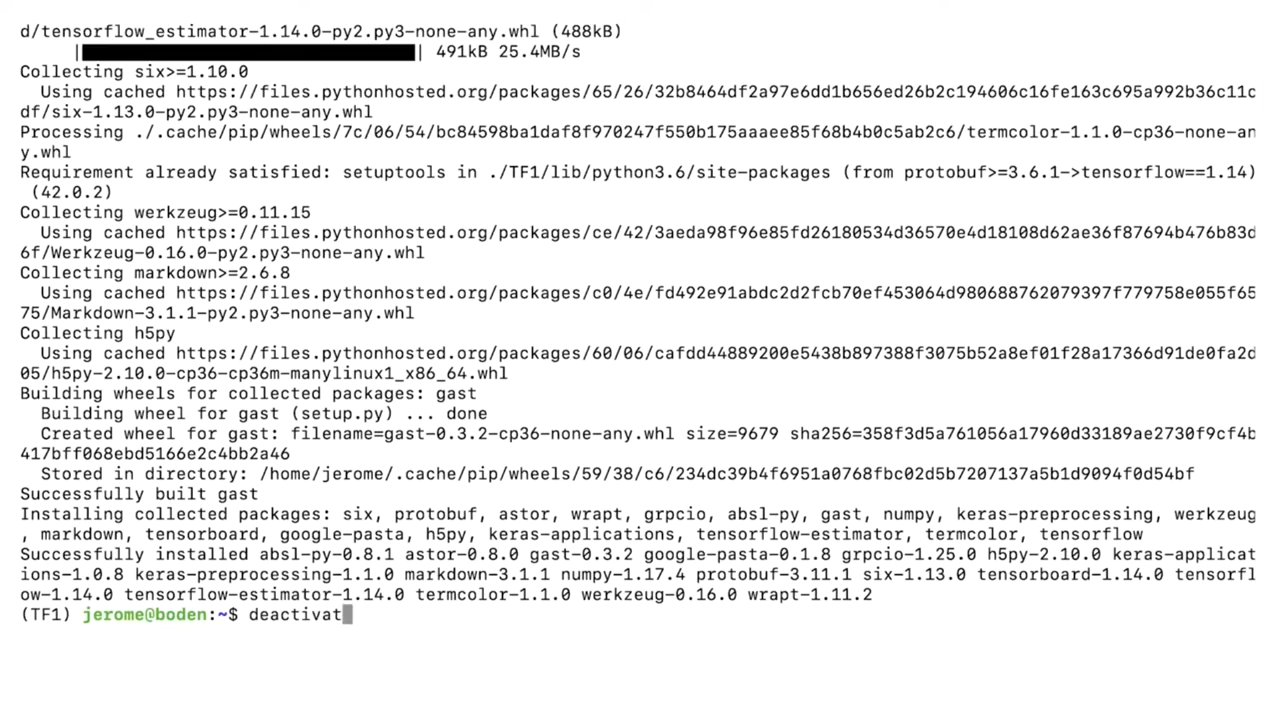 d/tensorflow_estimator-1.14.0-py2.py3-none-any.whl (488kB)
|████████████████████████████████| 491kB 25.4MB/s
Collecting six>=1.10.0
Using cached https://files.pythonhosted.org/packages/65/26/32b8464df2a97e6dd1b656ed26b2c194606c16fe163c695a992b36c11c
df/six-1.13.0-py2.py3-none-any.whl
Processing ./.cache/pip/wheels/7c/06/54/bc84598ba1daf8f970247f550b175aaaee85f68b4b0c5ab2c6/termcolor-1.1.0-cp36-none-an
y.whl
Requirement already satisfied: setuptools in ./TF1/lib/python3.6/site-packages (from protobuf>=3.6.1->tensorflow==1.14)
(42.0.2)
Collecting werkzeug>=0.11.15
Using cached https://files.pythonhosted.org/packages/ce/42/3aeda98f96e85fd26180534d36570e4d18108d62ae36f87694b476b83d
6f/Werkzeug-0.16.0-py2.py3-none-any.whl
Collecting markdown>=2.6.8
Using cached https://files.pythonhosted.org/packages/c0/4e/fd492e91abdc2d2fcb70ef453064d980688762079397f779758e055f65
75/Markdown-3.1.1-py2.py3-none-any.whl
Collecting h5py
Using cached https://files.pythonhosted.org/packages/60/06/cafdd44889200e5438b897388f3075b52a8ef01f28a17366d91de0fa2d
05/h5py-2.10.0-cp36-cp36m-manylinux1_x86_64.whl
Building wheels for collected packages: gast
Building wheel for gast (setup.py) ... done
Created wheel for gast: filename=gast-0.3.2-cp36-none-any.whl size=9679 sha256=358f3d5a761056a17960d33189ae2730f9cf4b
417bff068ebd5166e2c4bb2a46
Stored in directory: /home/jerome/.cache/pip/wheels/59/38/c6/234dc39b4f6951a0768fbc02d5b7207137a5b1d9094f0d54bf
Successfully built gast
Installing collected packages: six, protobuf, astor, wrapt, grpcio, absl-py, gast, numpy, keras-preprocessing, werkzeug
, markdown, tensorboard, google-pasta, h5py, keras-applications, tensorflow-estimator, termcolor, tensorflow
Successfully installed absl-py-0.8.1 astor-0.8.0 gast-0.3.2 google-pasta-0.1.8 grpcio-1.25.0 h5py-2.10.0 keras-applicat
ions-1.0.8 keras-preprocessing-1.1.0 markdown-3.1.1 numpy-1.17.4 protobuf-3.11.1 six-1.13.0 tensorboard-1.14.0 tensorfl
ow-1.14.0 tensorflow-estimator-1.14.0 termcolor-1.1.0 werkzeug-0.16.0 wrapt-1.11.2
(TF1) jerome@boden:~$ deactivat